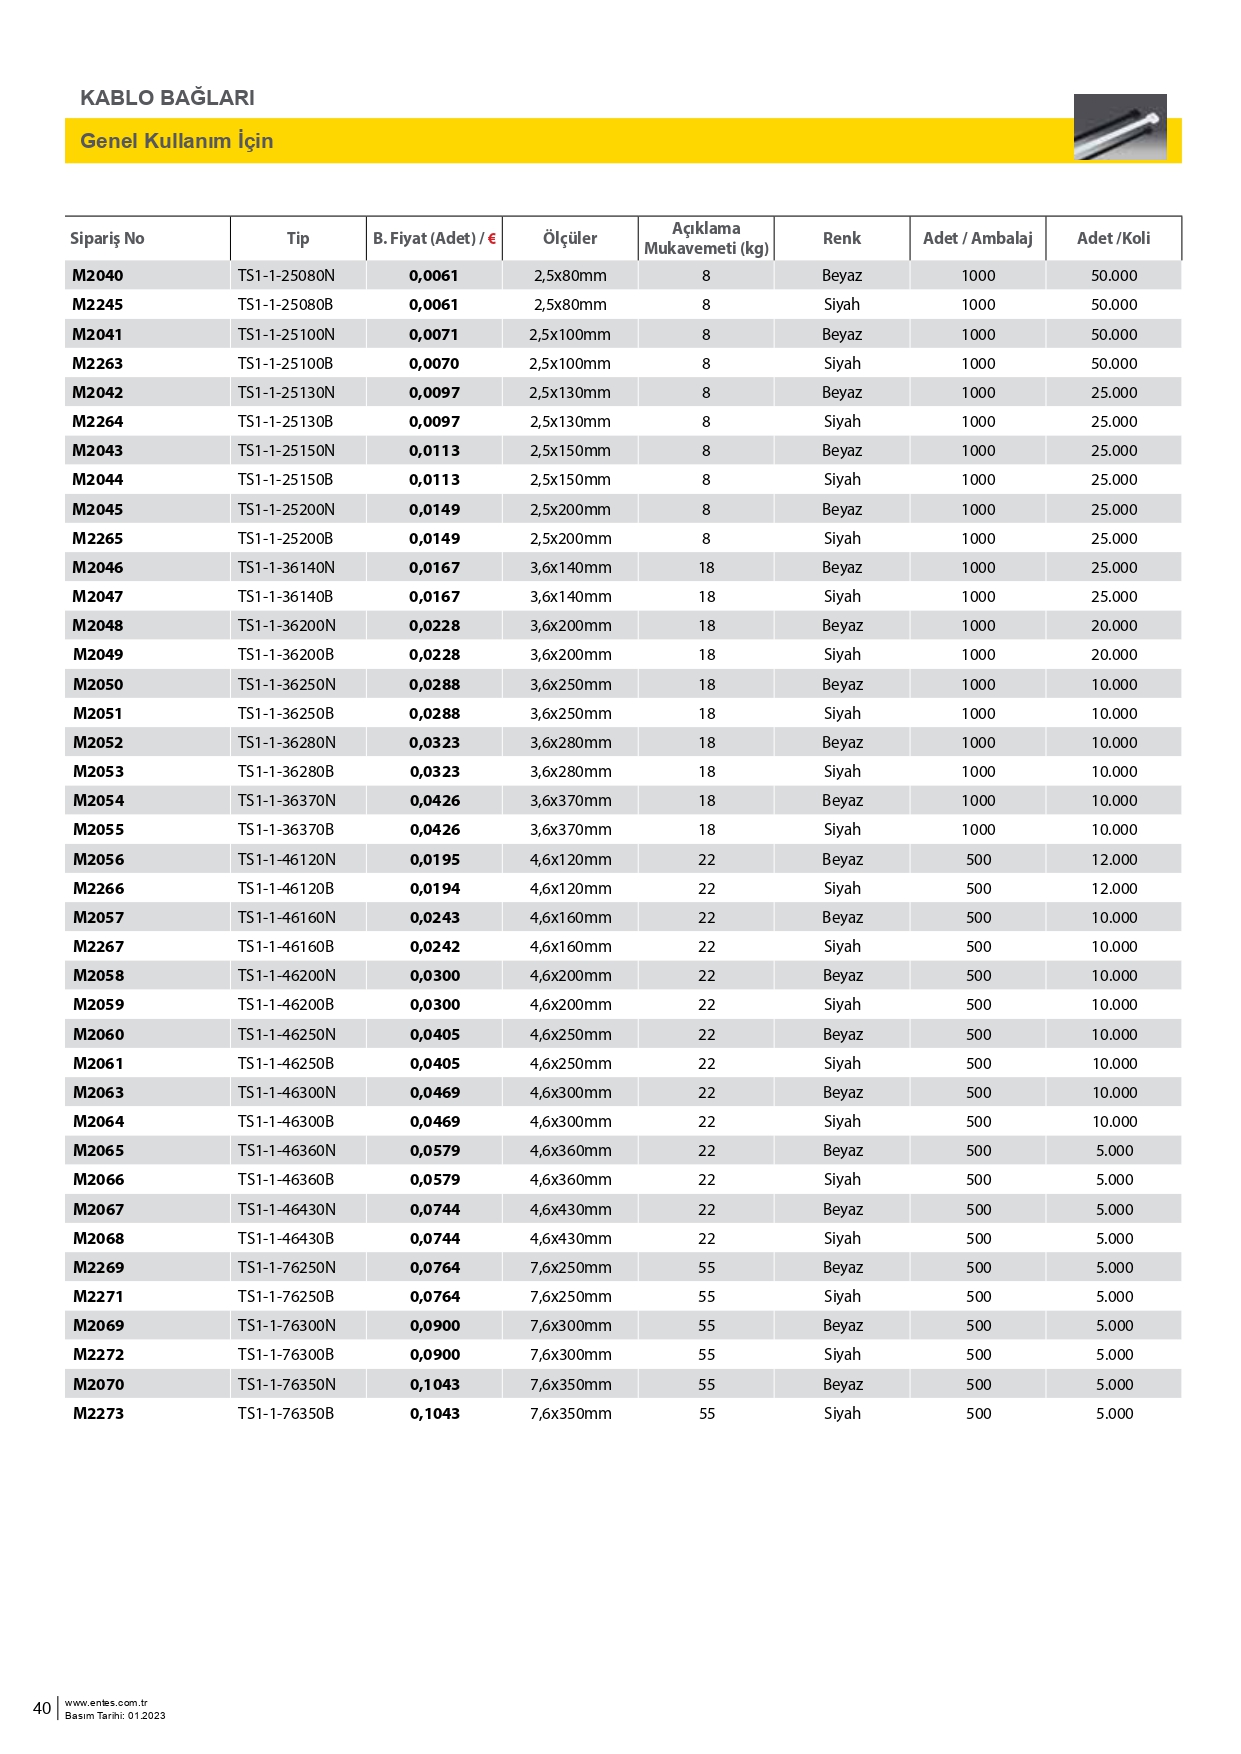 KABLO BAĞLARI
Genel Kullanım İçin
Sipariş No Tip B. Fiyat (Adet) / € Ölçüler Açıklama Mukavemeti (kg) Renk Adet / Ambalaj Adet /Koli
M2040 TS1-1-25080N 0,0061 2,5x80mm 8 Beyaz 1000 50.000
M2245 TS1-1-25080B 0,0061 2,5x80mm 8 Siyah 1000 50.000
M2041 TS1-1-25100N 0,0071 2,5x100mm 8 Beyaz 1000 50.000
M2263 TS1-1-25100B 0,0070 2,5x100mm 8 Siyah 1000 50.000
M2042 TS1-1-25130N 0,0097 2,5x130mm 8 Beyaz 1000 25.000
M2264 TS1-1-25130B 0,0097 2,5x130mm 8 Siyah 1000 25.000
M2043 TS1-1-25150N 0,0113 2,5x150mm 8 Beyaz 1000 25.000
M2044 TS1-1-25150B 0,0113 2,5x150mm 8 Siyah 1000 25.000
M2045 TS1-1-25200N 0,0149 2,5x200mm 8 Beyaz 1000 25.000
M2265 TS1-1-25200B 0,0149 2,5x200mm 8 Siyah 1000 25.000
M2046 TS1-1-36140N 0,0167 3,6x140mm 18 Beyaz 1000 25.000
M2047 TS1-1-36140B 0,0167 3,6x140mm 18 Siyah 1000 25.000
M2048 TS1-1-36200N 0,0228 3,6x200mm 18 Beyaz 1000 20.000
M2049 TS1-1-36200B 0,0228 3,6x200mm 18 Siyah 1000 20.000
M2050 TS1-1-36250N 0,0288 3,6x250mm 18 Beyaz 1000 10.000
M2051 TS1-1-36250B 0,0288 3,6x250mm 18 Siyah 1000 10.000
M2052 TS1-1-36280N 0,0323 3,6x280mm 18 Beyaz 1000 10.000
M2053 TS1-1-36280B 0,0323 3,6x280mm 18 Siyah 1000 10.000
M2054 TS1-1-36370N 0,0426 3,6x370mm 18 Beyaz 1000 10.000
M2055 TS1-1-36370B 0,0426 3,6x370mm 18 Siyah 1000 10.000
M2056 TS1-1-46120N 0,0195 4,6x120mm 22 Beyaz 500 12.000
M2266 TS1-1-46120B 0,0194 4,6x120mm 22 Siyah 500 12.000
M2057 TS1-1-46160N 0,0243 4,6x160mm 22 Beyaz 500 10.000
M2267 TS1-1-46160B 0,0242 4,6x160mm 22 Siyah 500 10.000
M2058 TS1-1-46200N 0,0300 4,6x200mm 22 Beyaz 500 10.000
M2059 TS1-1-46200B 0,0300 4,6x200mm 22 Siyah 500 10.000
M2060 TS1-1-46250N 0,0405 4,6x250mm 22 Beyaz 500 10.000
M2061 TS1-1-46250B 0,0405 4,6x250mm 22 Siyah 500 10.000
M2063 TS1-1-46300N 0,0469 4,6x300mm 22 Beyaz 500 10.000
M2064 TS1-1-46300B 0,0469 4,6x300mm 22 Siyah 500 10.000
M2065 TS1-1-46360N 0,0579 4,6x360mm 22 Beyaz 500 5.000
M2066 TS1-1-46360B 0,0579 4,6x360mm 22 Siyah 500 5.000
M2067 TS1-1-46430N 0,0744 4,6x430mm 22 Beyaz 500 5.000
M2068 TS1-1-46430B 0,0744 4,6x430mm 22 Siyah 500 5.000
M2269 TS1-1-76250N 0,0764 7,6x250mm 55 Beyaz 500 5.000
M2271 TS1-1-76250B 0,0764 7,6x250mm 55 Siyah 500 5.000
M2069 TS1-1-76300N 0,0900 7,6x300mm 55 Beyaz 500 5.000
M2272 TS1-1-76300B 0,0900 7,6x300mm 55 Siyah 500 5.000
M2070 TS1-1-76350N 0,1043 7,6x350mm 55 Beyaz 500 5.000
M2273 TS1-1-76350B 0,1043 7,6x350mm 55 Siyah 500 5.000
40
www.entes.com.tr
Basım Tarihi: 01.2023